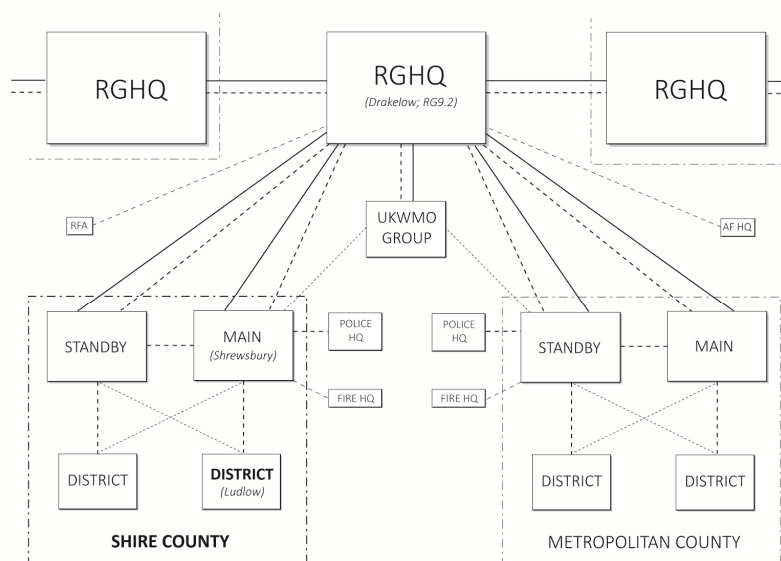 RGHQ
RGHQ
(Drakelow; RG9.2)
RGHQ
RFA
UKWMO
GROUP
AF HQ
STANDBY
MAIN
(Shrewsbury)
POLICE
HQ
FIRE HQ
POLICE
HQ
FIRE HQ
STANDBY
MAIN
DISTRICT
DISTRICT
(Ludlow)
DISTRICT
DISTRICT
SHIRE COUNTY
METROPOLITAN COUNTY